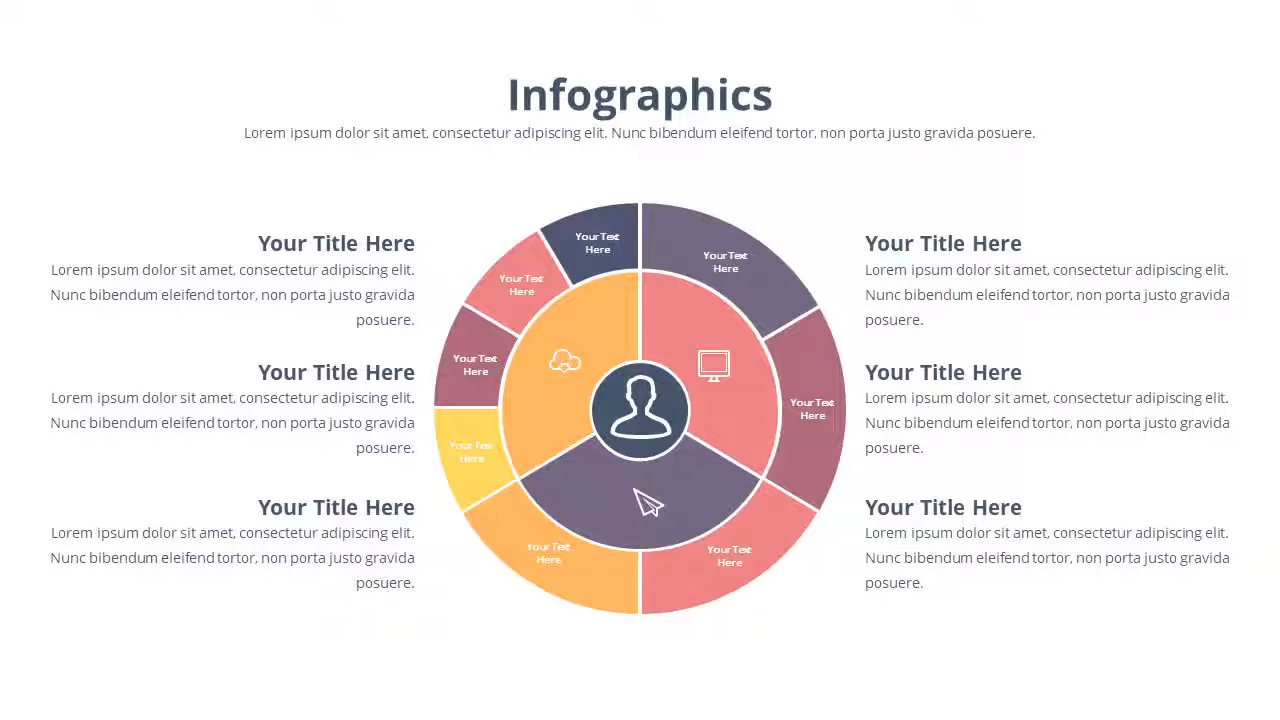 Infographics
Lorem ipsum dolor sit amet, consectetur adipiscing elit. Nunc bibendum eleifend tortor, non porta justo gravida posuere.
Your Title Here
Lorem ipsum dolor sit amet, consectetur adipiscing elit.
Nunc bibendum eleifend tortor, non porta justo gravida
posuere.
Your Title Here
Lorem ipsum dolor sit amet, consectetur adipiscing elit.
Nunc bibendum eleifend tortor, non porta justo gravida
posuere.
Your Title Here
Lorem ipsum dolor sit amet, consectetur adipiscing elit.
Nunc bibendum eleifend tortor, non porta justo gravida
posuere.
Your Text
Here
Your Text
Here
Your Text
Here
Your Text
Here
Your Text
Here
Your Text
Here
Your Text
Here
Your Text
Here
Your Title Here
Lorem ipsum dolor sit amet, consectetur adipiscing elit.
Nunc bibendum eleifend tortor, non porta justo gravida
posuere.
Your Title Here
Lorem ipsum dolor sit amet, consectetur adipiscing elit.
Nunc bibendum eleifend tortor, non porta justo gravida
posuere.
Your Title Here
Lorem ipsum dolor sit amet, consectetur adipiscing elit.
Nunc bibendum eleifend tortor, non porta justo gravida
posuere.